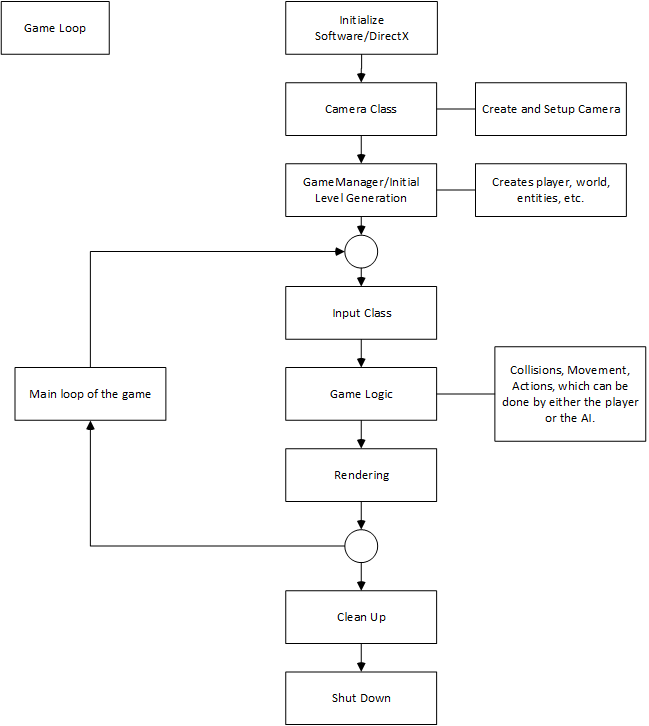 Game Loop
Initialize
Software/DirectX
Camera Class
Create and Setup Camera
GameManager/Initial
Level Generation
Creates player, world,
entities, etc.
Input Class
Collisions, Movement,
Actions, which can be
done by either the player
or the AI.
Main loop of the game
Game Logic
Rendering
Clean Up
Shut Down